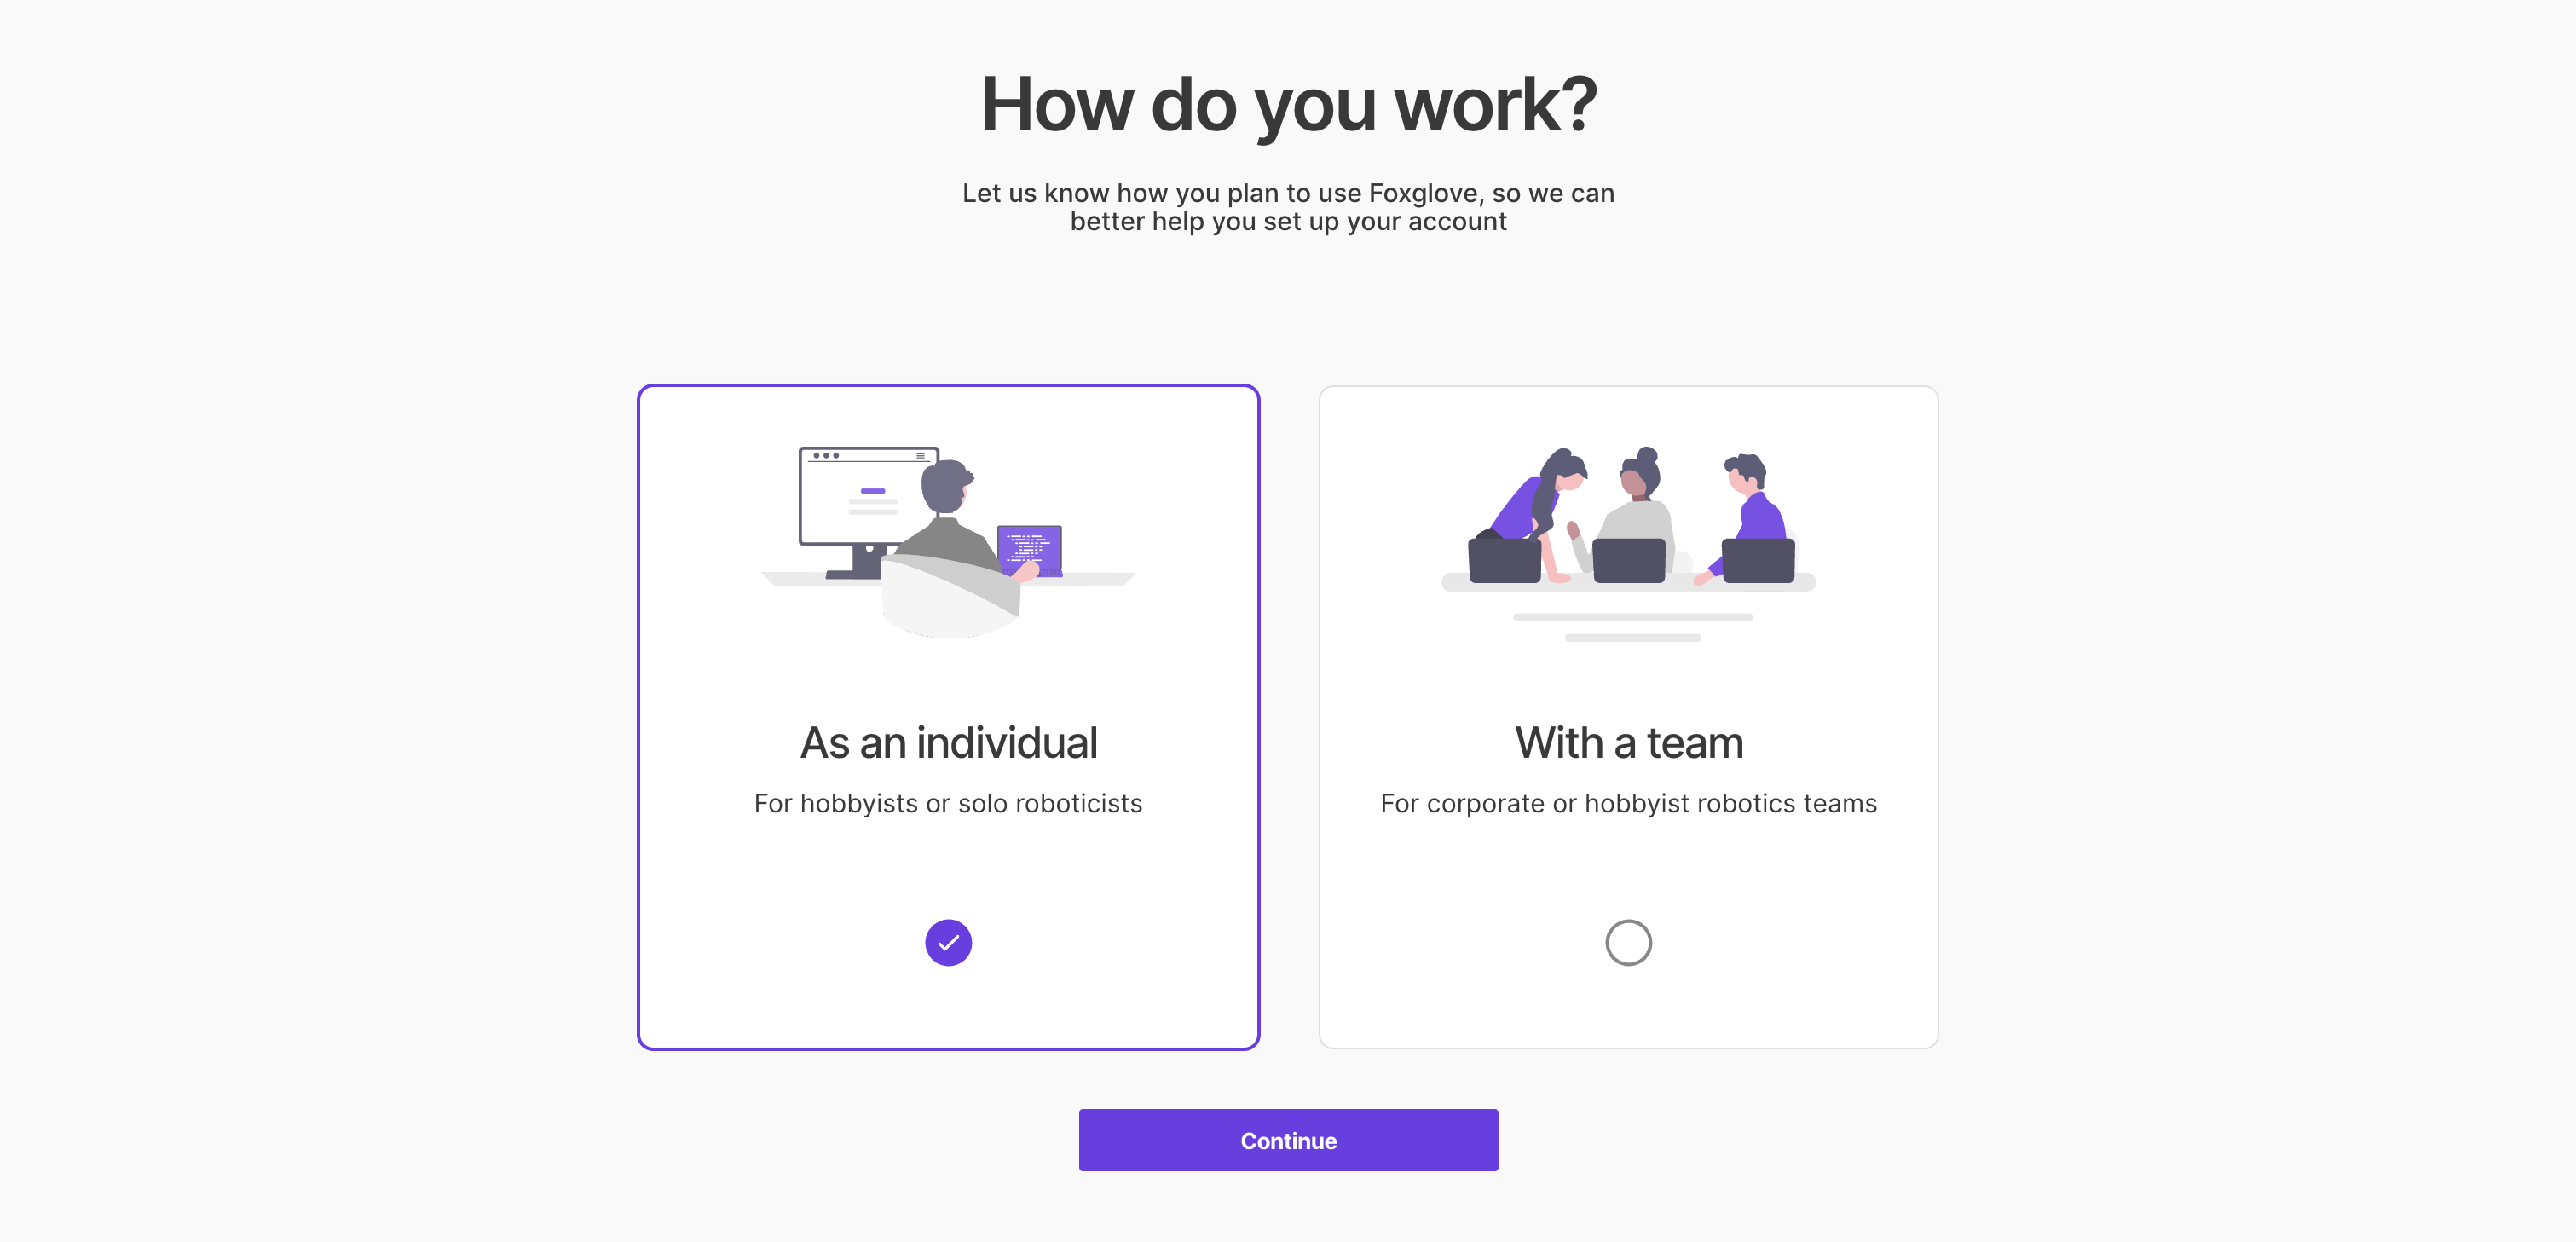 How do you work?
Let us know how you plan to use Foxglove, so we can
better help you set up your account
As an individual
For hobbyists or solo roboticists
With a team
For corporate or hobbyist robotics teams
Continue